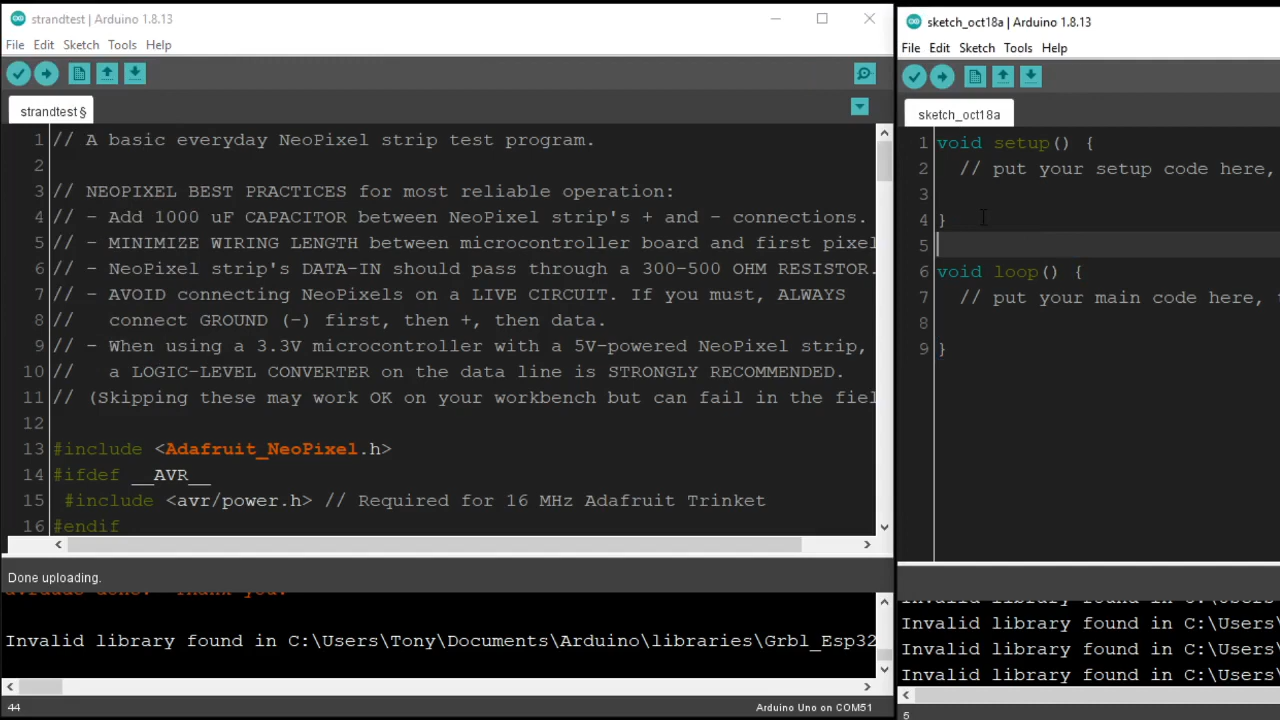 strandtest | Arduino 1.8.13
File Edit Sketch Tools Help
strandtest §
1 // A basic everyday NeoPixel strip test program.
2
3 // NEOPIXEL BEST PRACTICES for most reliable operation:
4 // - Add 1000 uF CAPACITOR between NeoPixel strip's + and - connections.
5 // - MINIMIZE WIRING LENGTH between microcontroller board and first pixel
6 // - NeoPixel strip's DATA-IN should pass through a 300-500 OHM RESISTOR.
7 // - AVOID connecting NeoPixels on a LIVE CIRCUIT. If you must, ALWAYS
8 //   connect GROUND (-) first, then +, then data.
9 // - When using a 3.3V microcontroller with a 5V-powered NeoPixel strip,
10 //   a LOGIC-LEVEL CONVERTER on the data line is STRONGLY RECOMMENDED.
11 // (Skipping these may work OK on your workbench but can fail in the fiel
12
13 #include <Adafruit_NeoPixel.h>
14 #ifdef __AVR__
15  #include <avr/power.h> // Required for 16 MHz Adafruit Trinket
16 #endif
Done uploading.
avrdude done.  Thank you.
Invalid library found in C:\Users\Tony\Documents\Arduino\libraries\Grbl_Esp32
44
Arduino Uno on COM51
sketch_oct18a | Arduino 1.8.13
File Edit Sketch Tools Help
sketch_oct18a
1 void setup() {
2   // put your setup code here,
3
4 }
5
6 void loop() {
7   // put your main code here,
8
9 }
Invalid library found in C:\Users\
Invalid library found in C:\Users\
Invalid library found in C:\Users\
Invalid library found in C:\Users\
5